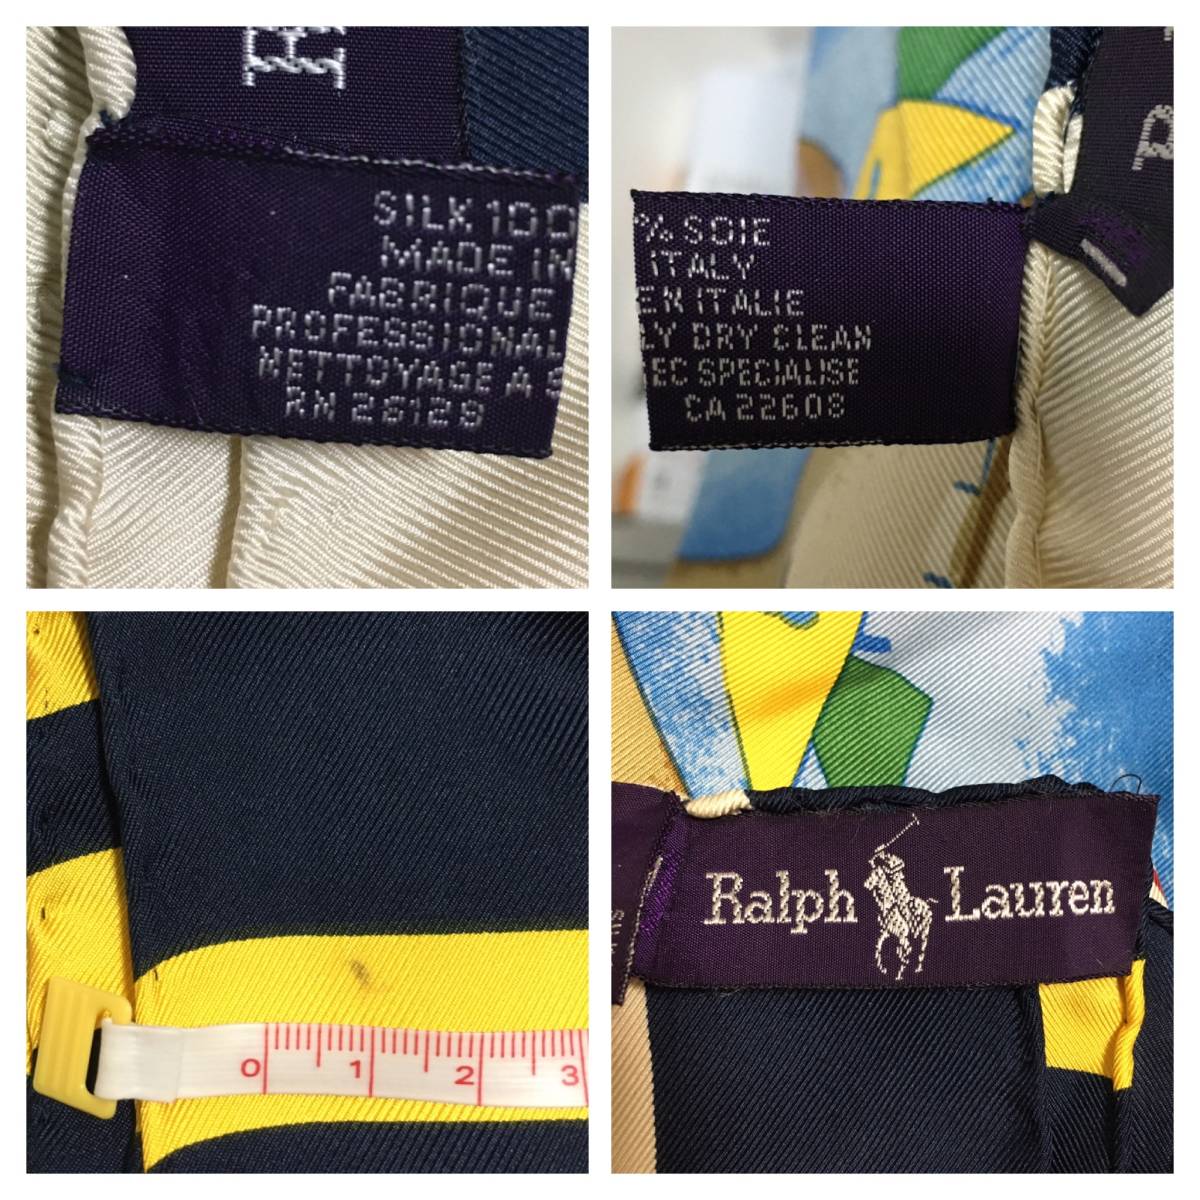 SILK 100
MADE IN
FABRIQUE
PROFESSIONAL
NETTOYAGE A S
RN 26129
% SOIE
ITALY
EN ITALIE
LY DRY CLEAN
EC SPECIALISE
CA 22608
0 1 2 3
Ralph Lauren